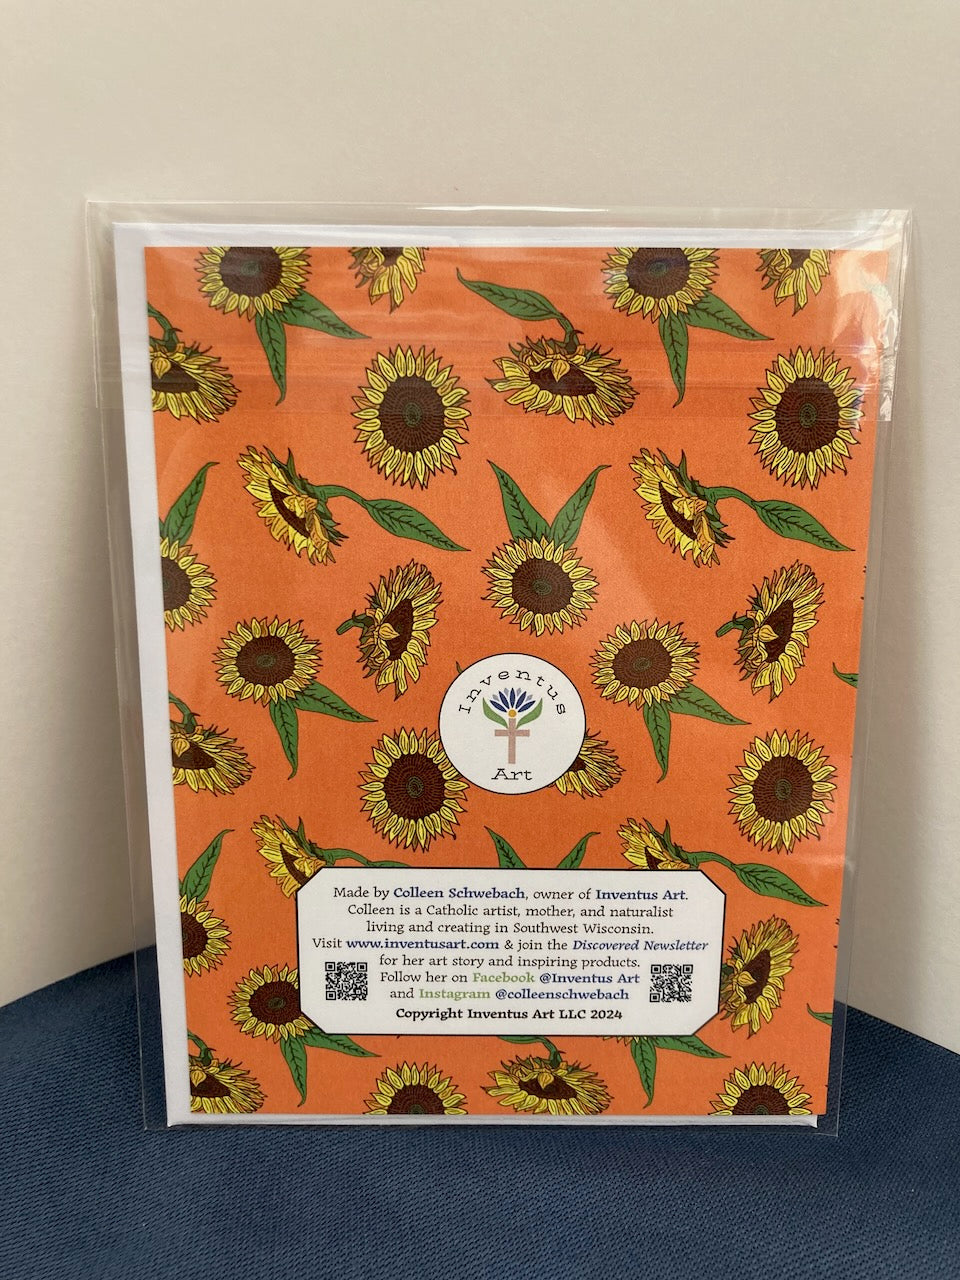 Inventus
Art
Made by Colleen Schwebach, owner of Inventus Art.
Colleen is a Catholic artist, mother, and naturalist
living and creating in Southwest Wisconsin.
Visit www.inventusart.com & join the Discovered Newsletter
for her art story and inspiring products.
Follow her on Facebook @Inventus Art
and Instagram @colleenschwebach
Copyright Inventus Art LLC 2024